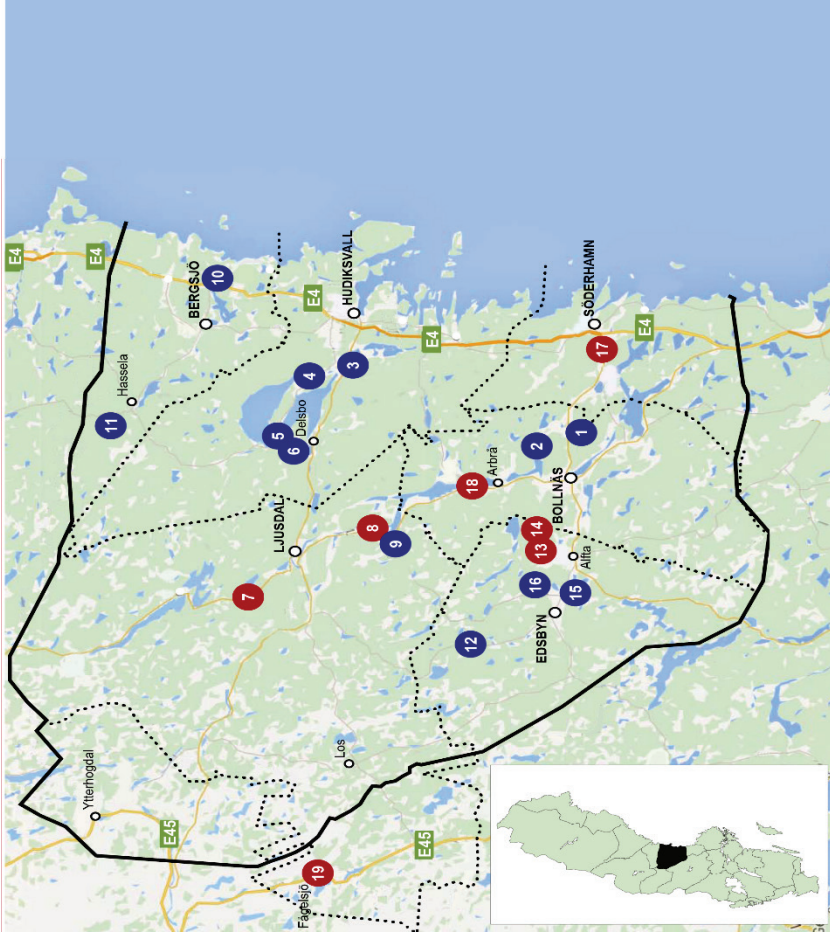 E4
E4
Hassela
11
BERGSJÖ
10
Ytterhogdal
E45
7
LJUSDAL
5
6
Delsbo
4
E4
HUDIKSVALL
3
Los
8
9
E4
Fågelsjö
19
E45
12
18
Arbrå
2
1
BOLLNÄS
SÖDERHAMN
17
E4
13
14
Alfta
16
15
EDSBYN